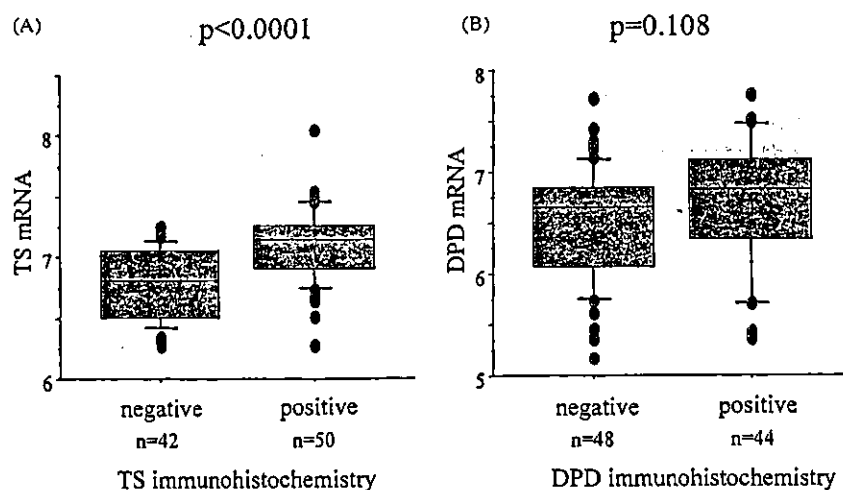 (A) p<0.0001
8
7
6
TS mRNA
negative positive
n=42 n=50
TS immunohistochemistry
(B) p=0.108
8
7
6
5
DPD mRNA
negative positive
n=48 n=44
DPD immunohistochemistry